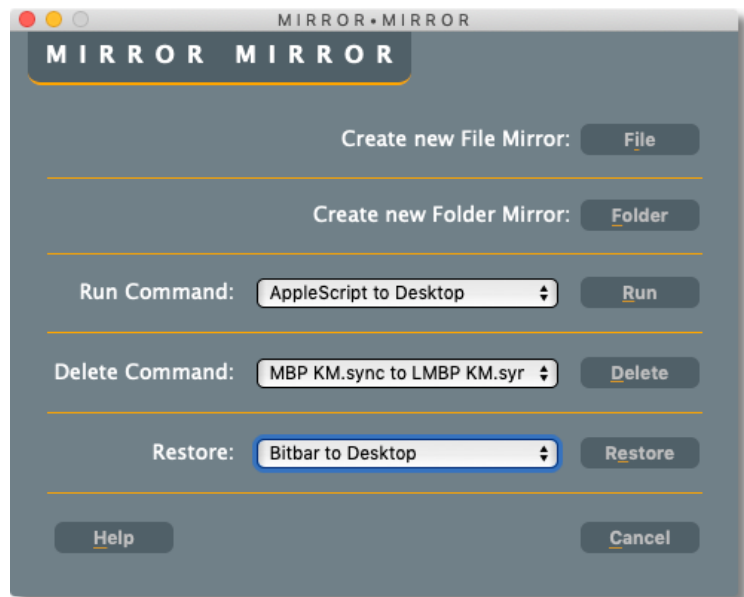 MIRROR•MIRROR
MIRROR MIRROR
Create new File Mirror: File
Create new Folder Mirror: Folder
Run Command: AppleScript to Desktop Run
Delete Command: MBP KM.sync to LMBP KM.syr Delete
Restore: Bitbar to Desktop Restore
Help Cancel